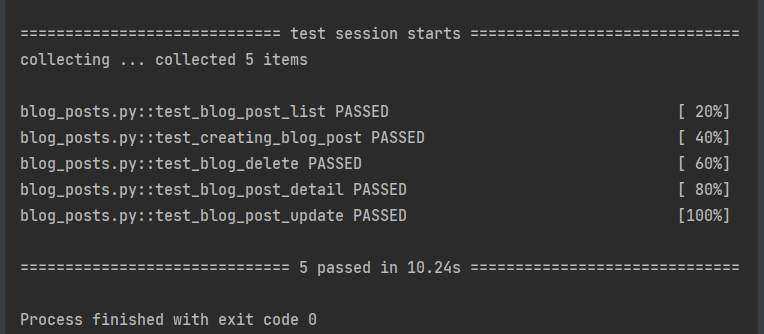 ============================= test session starts ==============================
collecting ... collected 5 items
blog_posts.py::test_blog_post_list PASSED [ 20%]
blog_posts.py::test_creating_blog_post PASSED [ 40%]
blog_posts.py::test_blog_delete PASSED [ 60%]
blog_posts.py::test_blog_post_detail PASSED [ 80%]
blog_posts.py::test_blog_post_update PASSED [100%]
============================== 5 passed in 10.24s ==============================
Process finished with exit code 0